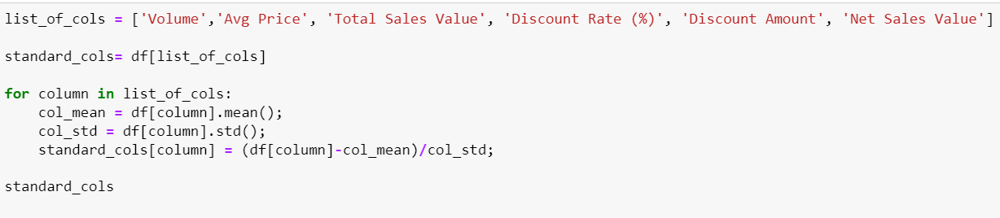 list_of_cols = ['Volume','Avg Price', 'Total Sales Value', 'Discount Rate (%)', 'Discount Amount', 'Net Sales Value']
standard_cols= df[list_of_cols]
for column in list_of_cols:
    col_mean = df[column].mean();
    col_std = df[column].std();
    standard_cols[column] = (df[column]-col_mean)/col_std;
standard_cols